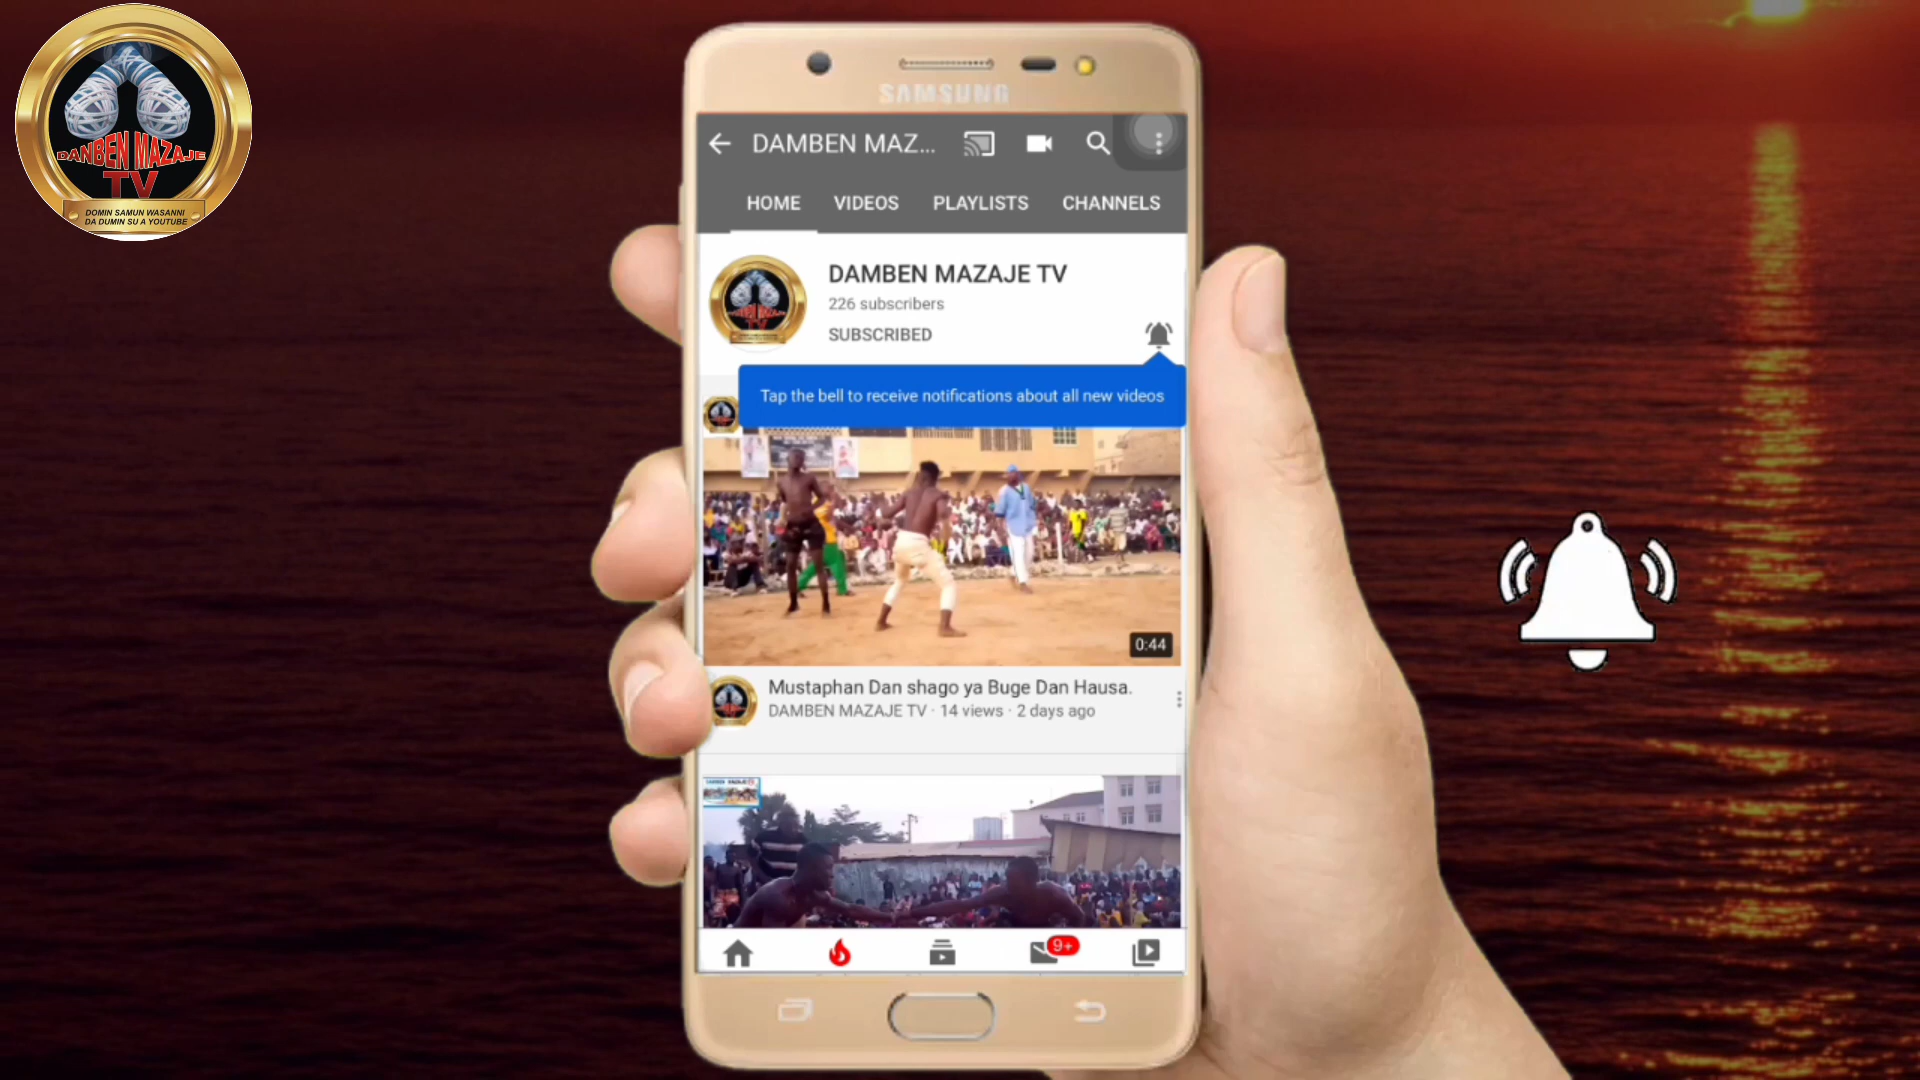 DANBEN MAZAJE
TV
DOMIN SAMUN WASANNI
DA DUMIN SU A YOUTUBE
SAMSUNG
DAMBEN MAZ...
HOME VIDEOS PLAYLISTS CHANNELS
DAMBEN MAZAJE TV
226 subscribers
SUBSCRIBED
Tap the bell to receive notifications about all new videos
0:44
Mustaphan Dan shago ya Buge Dan Hausa.
DAMBEN MAZAJE TV · 14 views · 2 days ago
9+